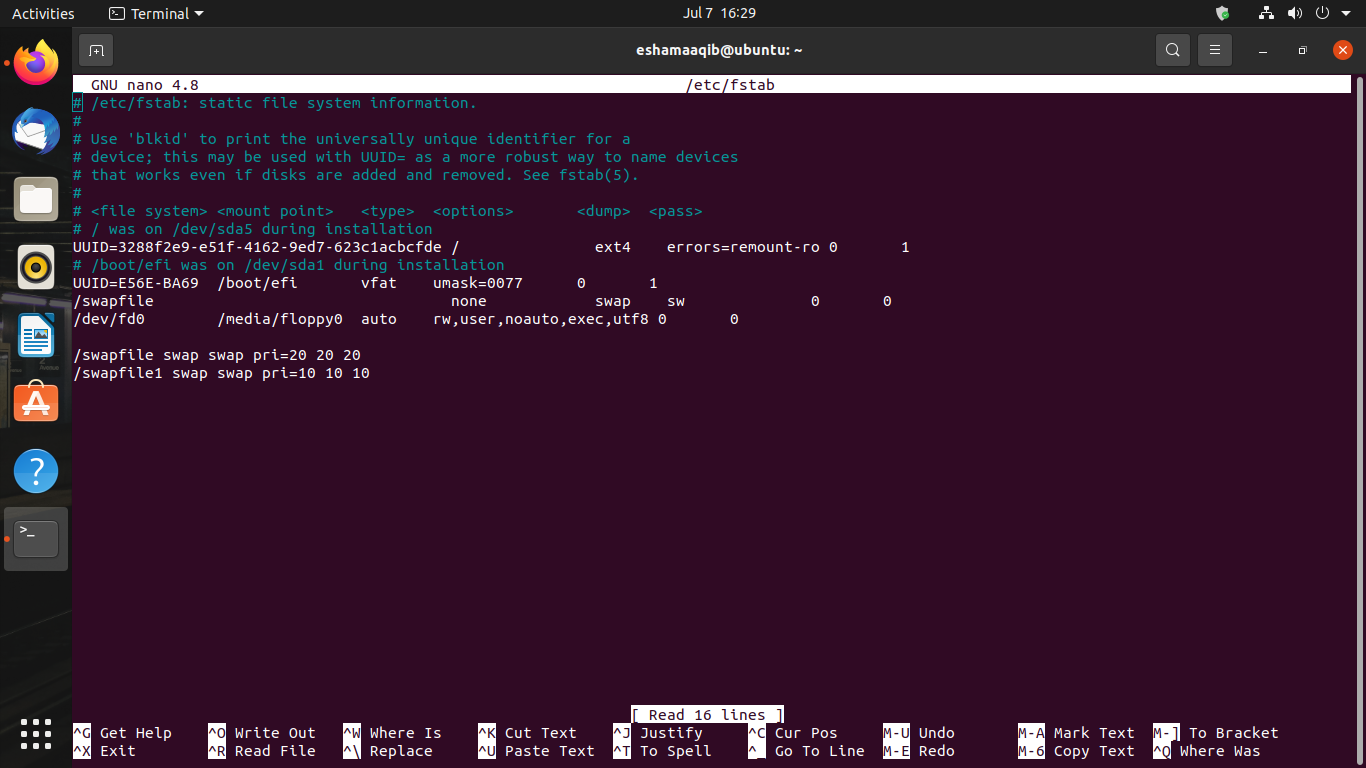 Activities Terminal Jul 7 16:29
eshamaaqib@ubuntu: ~
GNU nano 4.8 /etc/fstab
# /etc/fstab: static file system information.
#
# Use 'blkid' to print the universally unique identifier for a
# device; this may be used with UUID= as a more robust way to name devices
# that works even if disks are added and removed. See fstab(5).
#
# <file system> <mount point>   <type>  <options>       <dump>  <pass>
# / was on /dev/sda5 during installation
UUID=3288f2e9-e51f-4162-9ed7-623c1acbcfde /               ext4    errors=remount-ro 0       1
# /boot/efi was on /dev/sda1 during installation
UUID=E56E-BA69  /boot/efi       vfat    umask=0077      0       1
/swapfile                                 none            swap    sw              0       0
/dev/fd0        /media/floppy0  auto    rw,user,noauto,exec,utf8 0       0
/swapfile swap swap pri=20 20 20
/swapfile1 swap swap pri=10 10 10
[ Read 16 lines ]
^G Get Help ^O Write Out ^W Where Is ^K Cut Text ^J Justify ^C Cur Pos M-U Undo M-A Mark Text M-] To Bracket
^X Exit ^R Read File ^\ Replace ^U Paste Text ^T To Spell ^_ Go To Line M-E Redo M-6 Copy Text ^Q Where Was